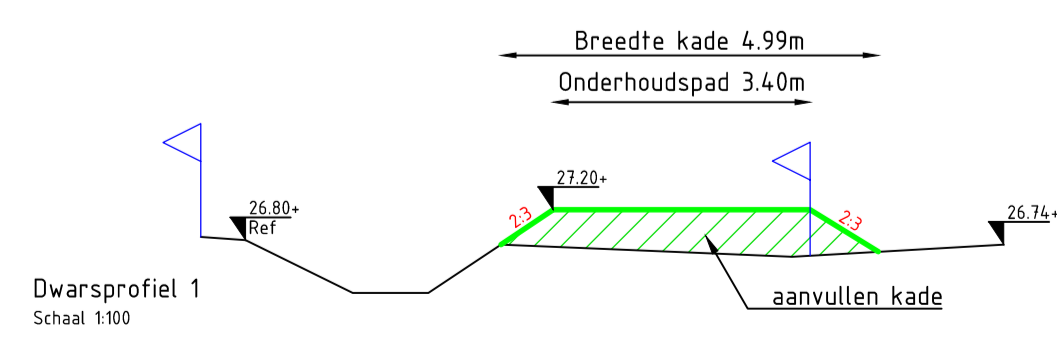 Breedte kade 4.99m
Onderhoudspad 3.40m
27.20+
26.80+
Ref
2:3
2:3
26.74+
Dwarsprofiel 1
Schaal 1:100
aanvullen kade